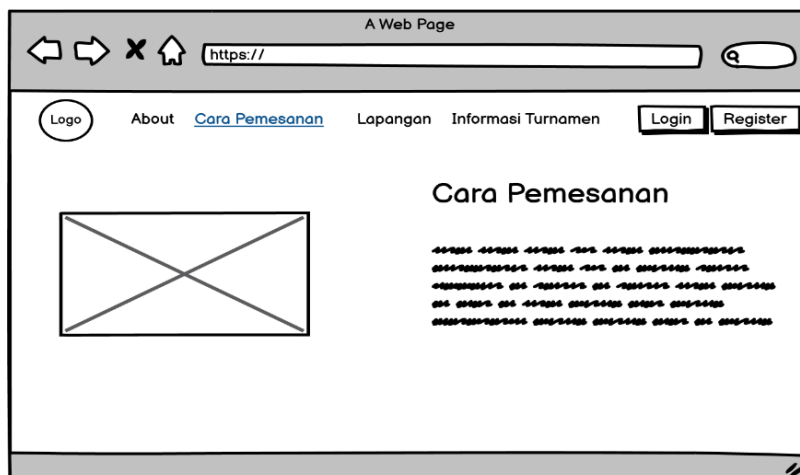 A Web Page
https://
Logo About Cara Pemesanan Lapangan Informasi Turnamen Login Register
Cara Pemesanan